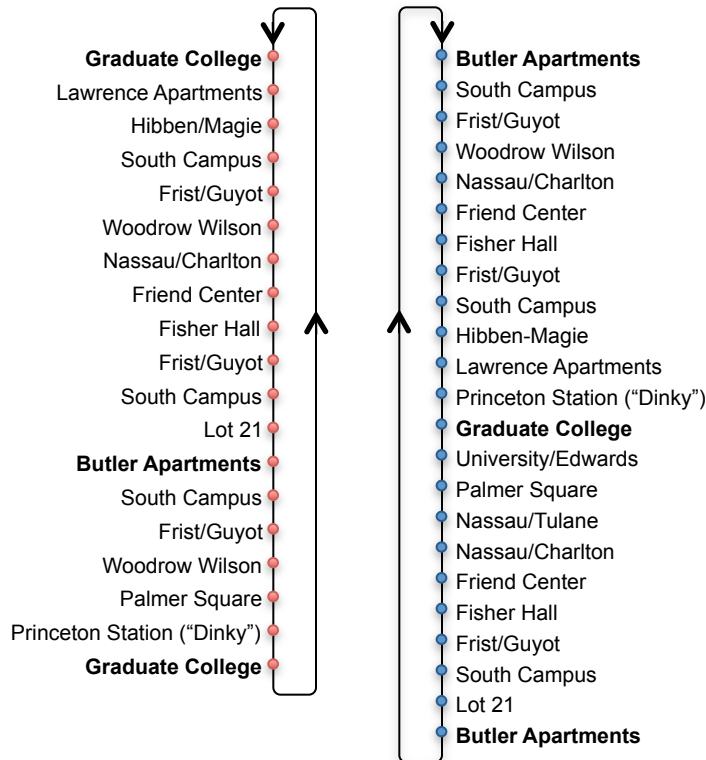 Graduate College
Lawrence Apartments
Hibben/Magie
South Campus
Frist/Guyot
Woodrow Wilson
Nassau/Charlton
Friend Center
Fisher Hall
Frist/Guyot
South Campus
Lot 21
Butler Apartments
South Campus
Frist/Guyot
Woodrow Wilson
Palmer Square
Princeton Station (“Dinky”)
Graduate College
Butler Apartments
South Campus
Frist/Guyot
Woodrow Wilson
Nassau/Charlton
Friend Center
Fisher Hall
Frist/Guyot
South Campus
Hibben-Magie
Lawrence Apartments
Princeton Station (“Dinky”)
Graduate College
University/Edwards
Palmer Square
Nassau/Tulane
Nassau/Charlton
Friend Center
Fisher Hall
Frist/Guyot
South Campus
Lot 21
Butler Apartments